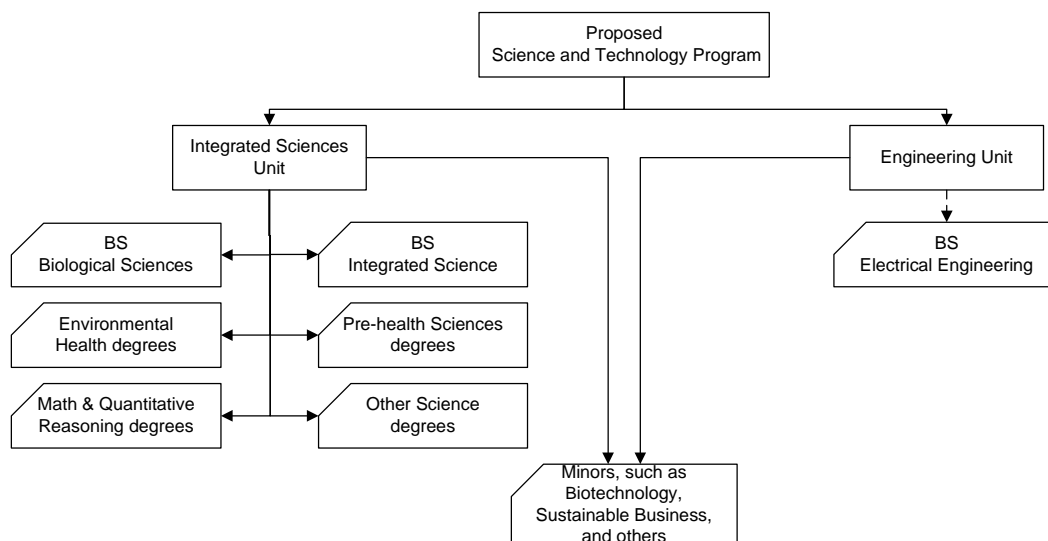 Proposed
Science and Technology Program
Integrated Sciences
Unit
Engineering Unit
BS
Biological Sciences
BS
Integrated Science
BS
Electrical Engineering
Environmental
Health degrees
Pre-health Sciences
degrees
Math & Quantitative
Reasoning degrees
Other Science
degrees
Minors, such as
Biotechnology,
Sustainable Business,
and others